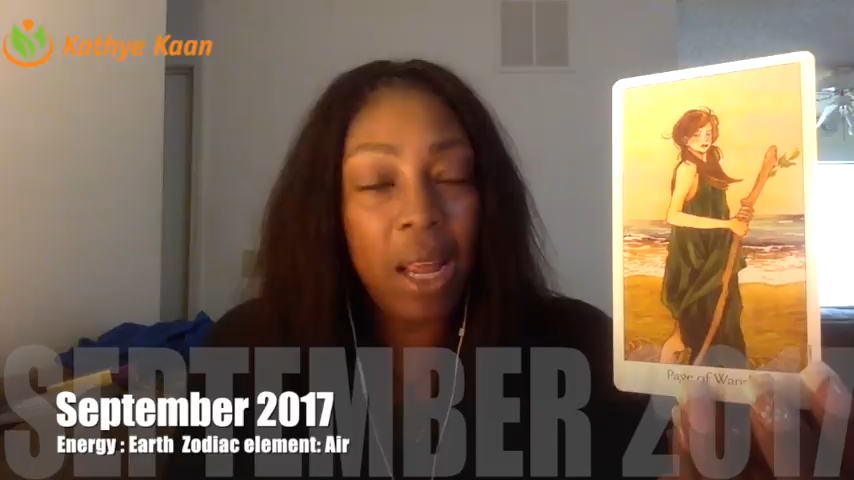 Kathye Kaan
Page of Wands
SEPTEMBER 2017
September 2017
Energy : Earth Zodiac element: Air